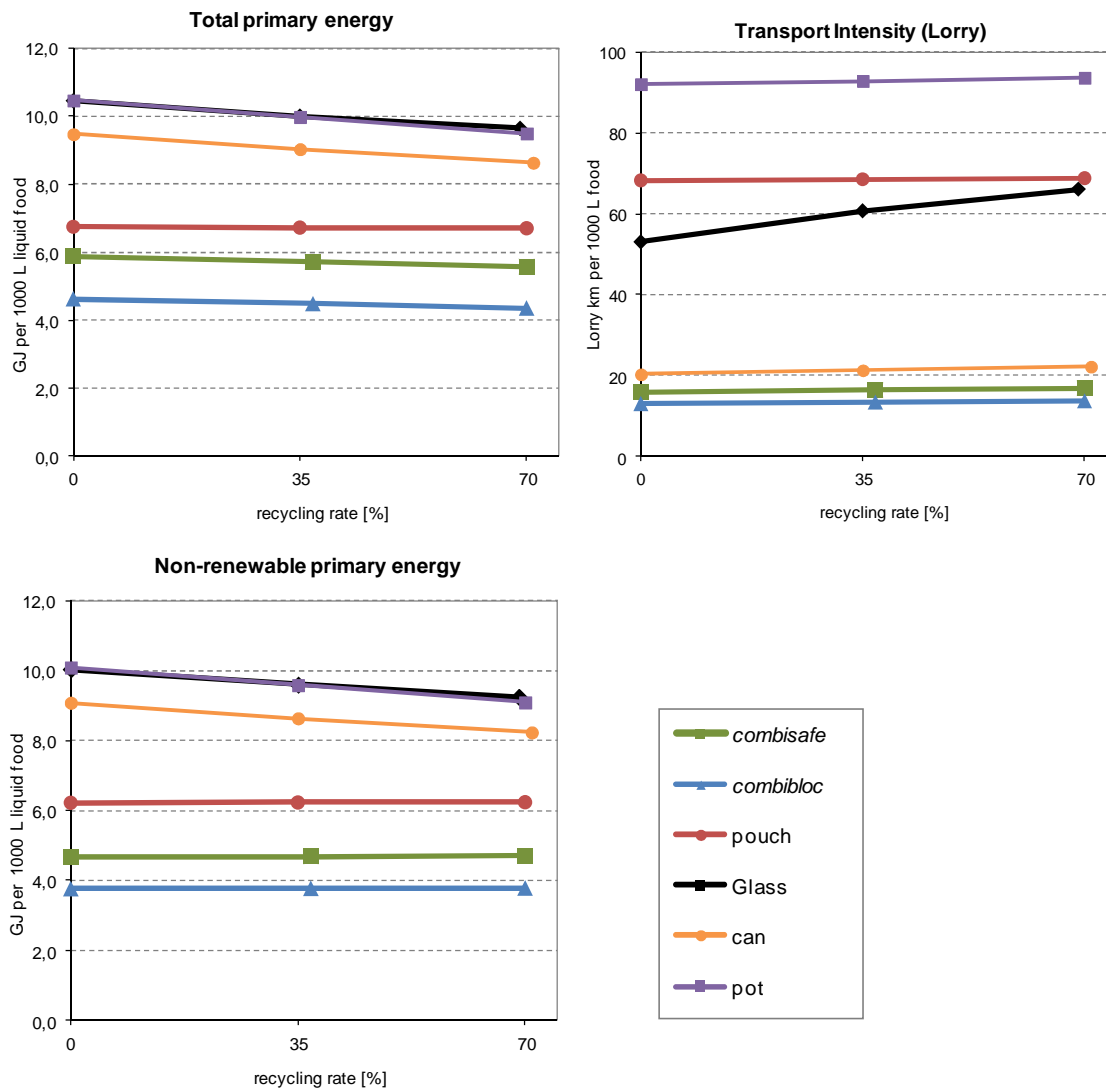 Total primary energy
12,0
10,0
8,0
6,0
4,0
2,0
0,0
GJ per 1000 L liquid food
0
35
70
recycling rate [%]
Transport Intensity (Lorry)
100
80
60
40
20
0
Lorry km per 1000 L food
0
35
70
recycling rate [%]
Non-renewable primary energy
12,0
10,0
8,0
6,0
4,0
2,0
0,0
GJ per 1000 L liquid food
0
35
70
recycling rate [%]
combisafe
combibloc
pouch
Glass
can
pot